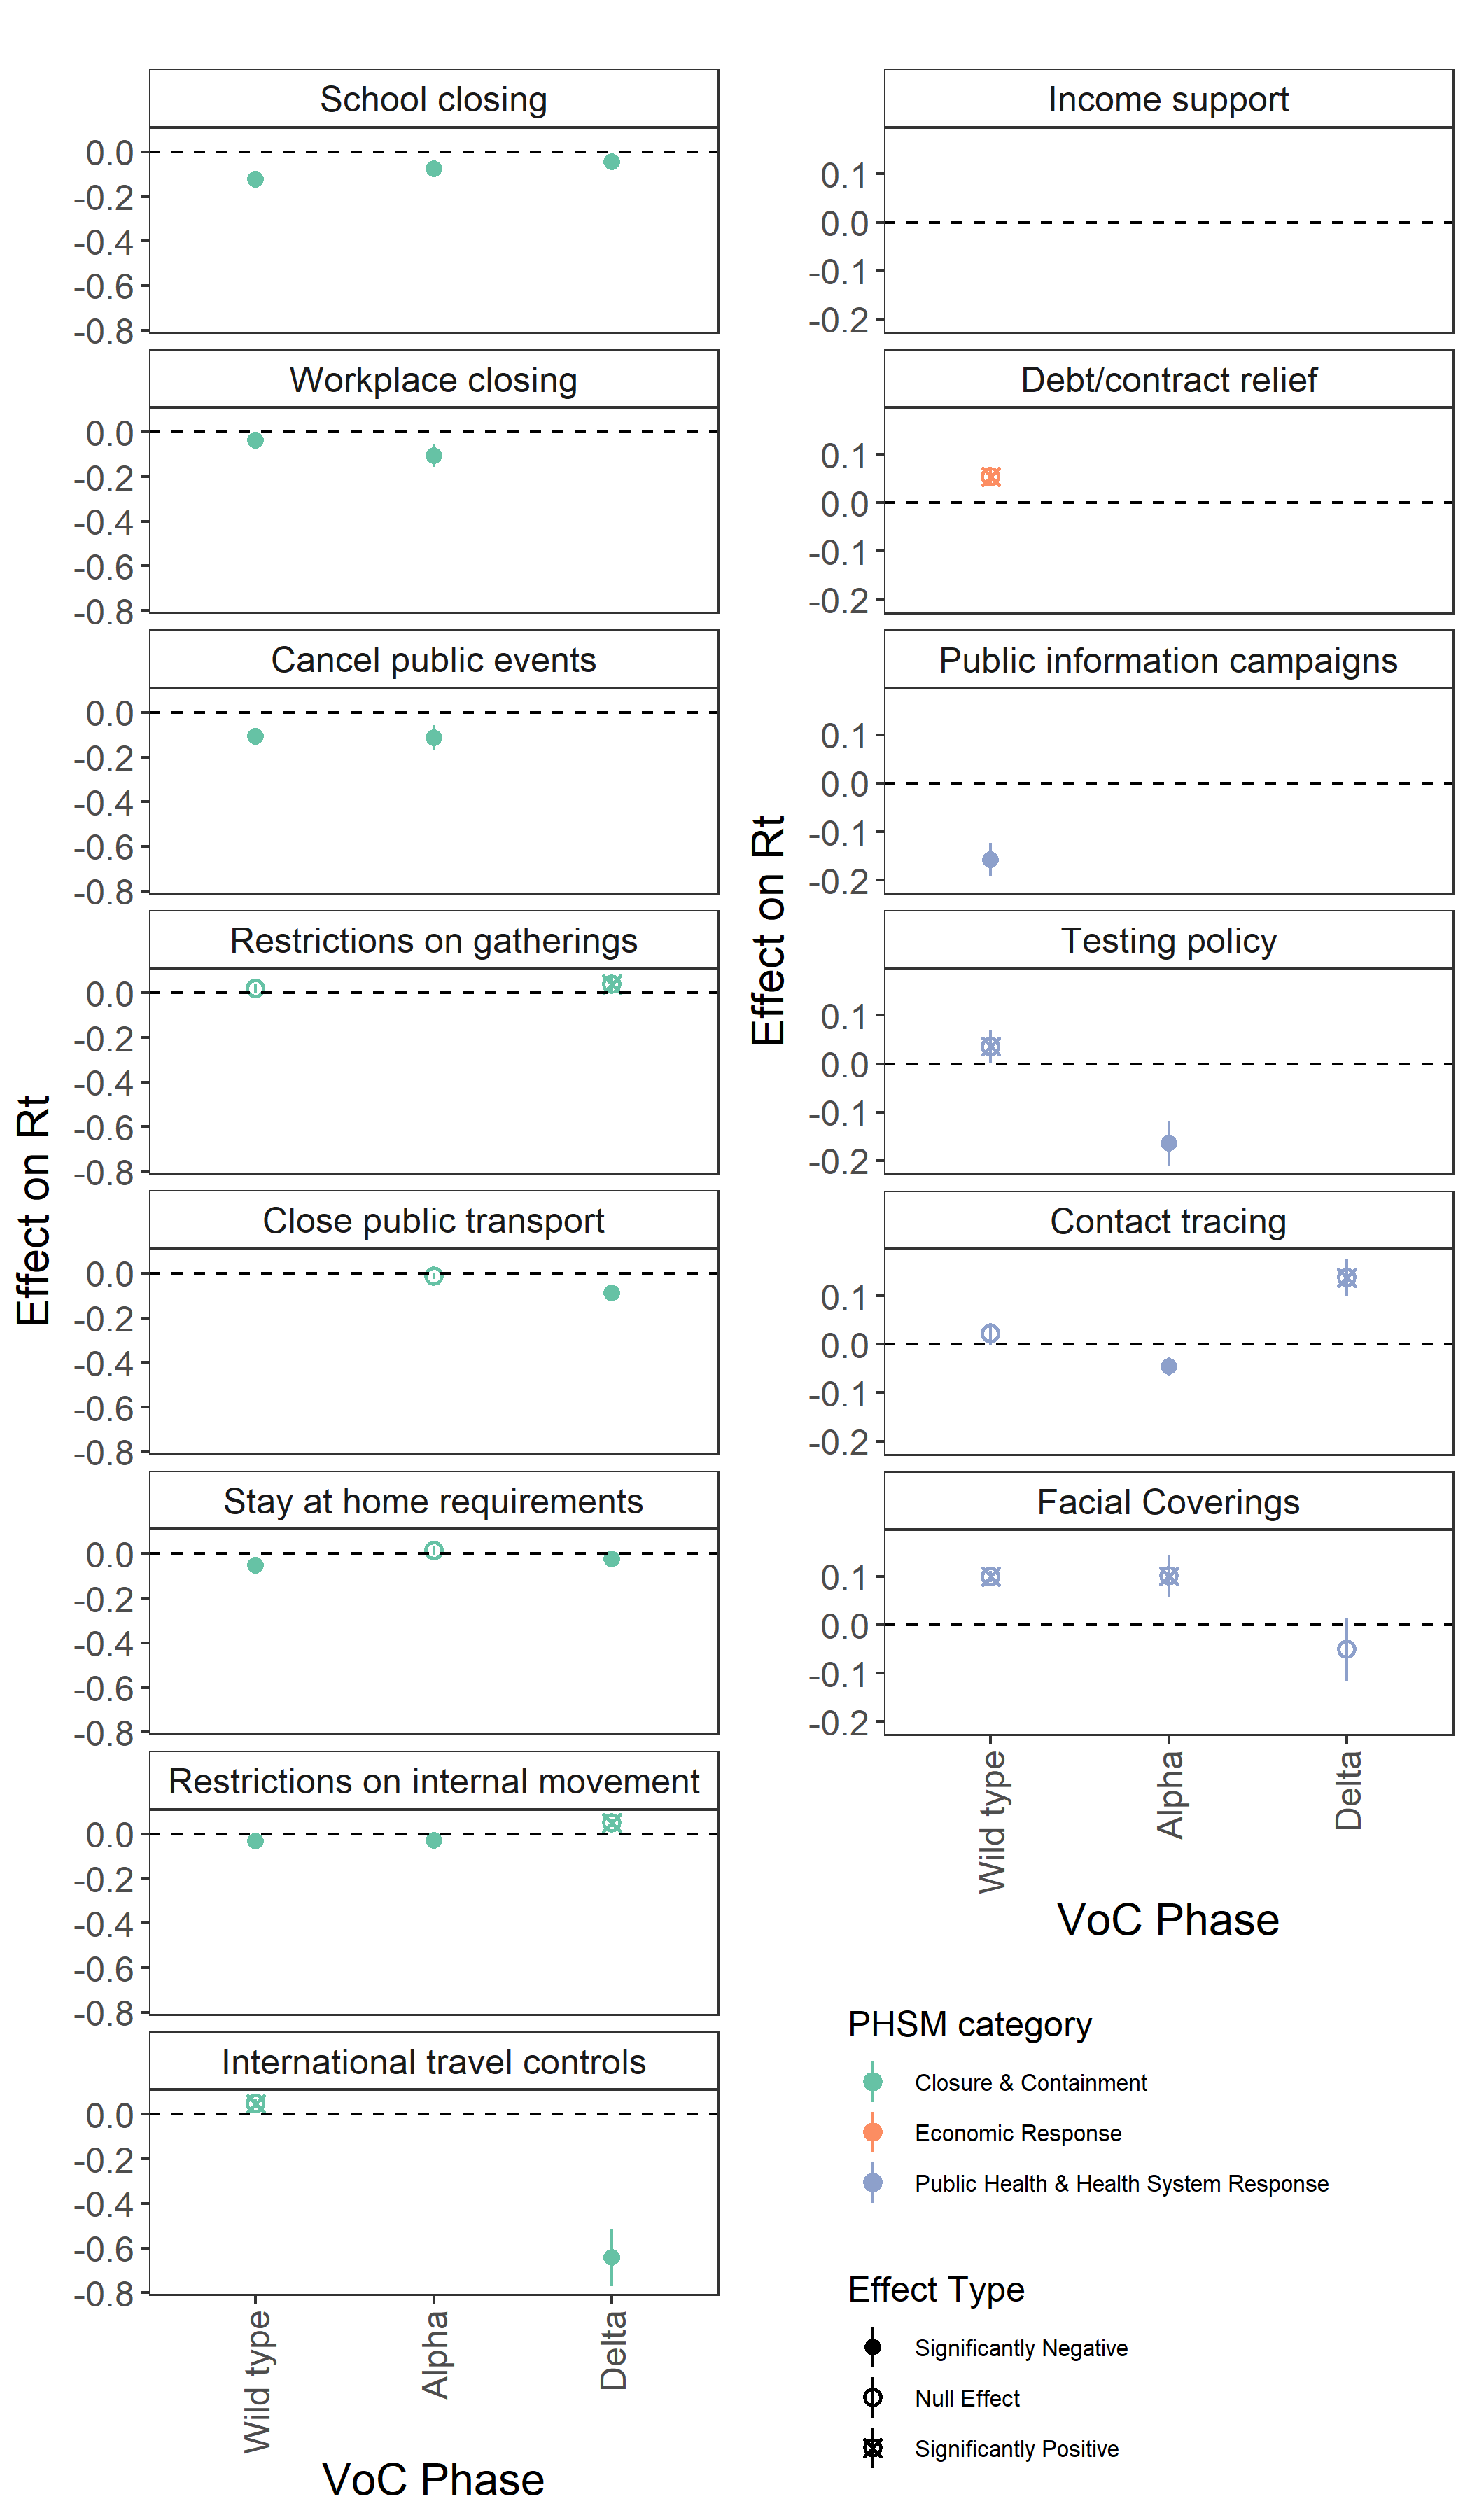 School closing
0.0
-0.2
-0.4
-0.6
-0.8
Workplace closing
0.0
-0.2
-0.4
-0.6
-0.8
Cancel public events
0.0
-0.2
-0.4
-0.6
-0.8
Restrictions on gatherings
0.0
-0.2
-0.4
-0.6
-0.8
Close public transport
0.0
-0.2
-0.4
-0.6
-0.8
Stay at home requirements
0.0
-0.2
-0.4
-0.6
-0.8
Restrictions on internal movement
0.0
-0.2
-0.4
-0.6
-0.8
International travel controls
0.0
-0.2
-0.4
-0.6
-0.8
Effect on Rt
Wild type
Alpha
Delta
VoC Phase
Income support
0.1
0.0
-0.1
-0.2
Debt/contract relief
0.1
0.0
-0.1
-0.2
Public information campaigns
0.1
0.0
-0.1
-0.2
Testing policy
0.1
0.0
-0.1
-0.2
Contact tracing
0.1
0.0
-0.1
-0.2
Facial Coverings
0.1
0.0
-0.1
-0.2
Effect on Rt
Wild type
Alpha
Delta
VoC Phase
PHSM category
Closure & Containment
Economic Response
Public Health & Health System Response
Effect Type
Significantly Negative
Null Effect
Significantly Positive